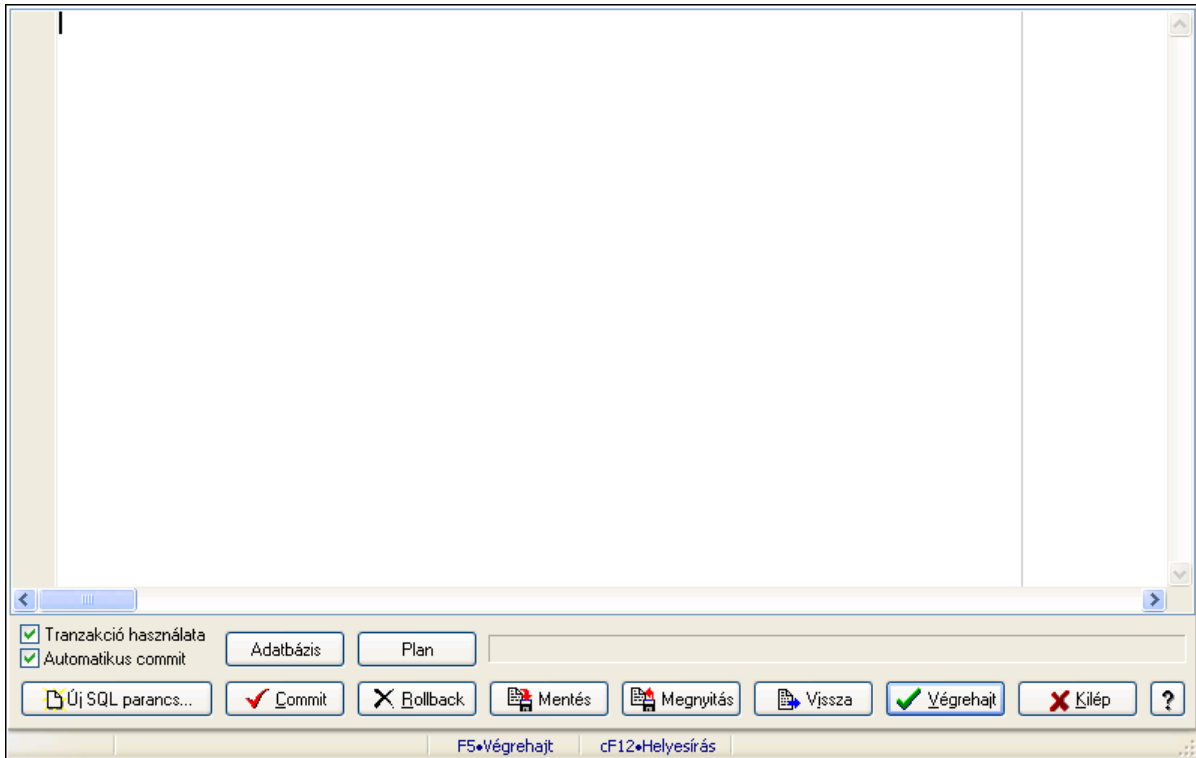 Tranzakció használata
Automatikus commit
Adatbázis
Plan
Új SQL parancs...
Commit
Rollback
Mentés
Megnyitás
Vissza
Végrehajt
Kilép
?
F5•Végrehajt
cF12•Helyesírás